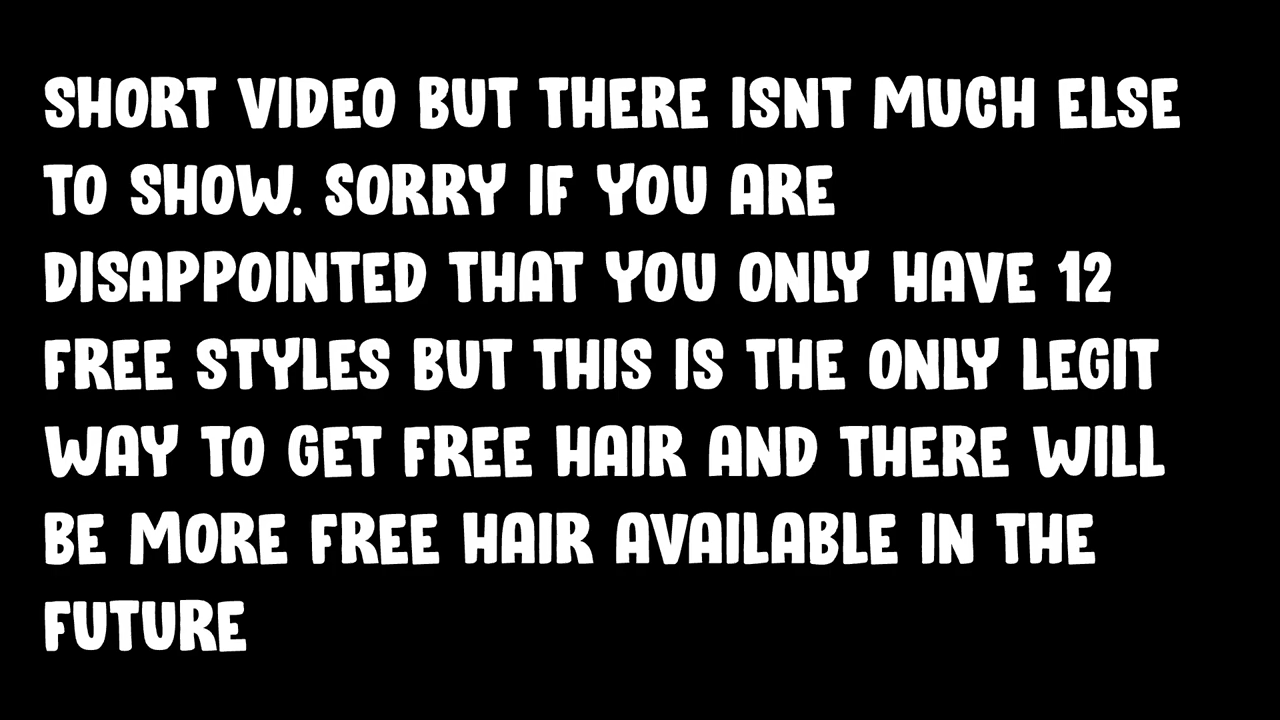 SHORT VIDEO BUT THERE ISNT MUCH ELSE
TO SHOW. SORRY IF YOU ARE
DISAPPOINTED THAT YOU ONLY HAVE 12
FREE STYLES BUT THIS IS THE ONLY LEGIT
WAY TO GET FREE HAIR AND THERE WILL
BE MORE FREE HAIR AVAILABLE IN THE
FUTURE